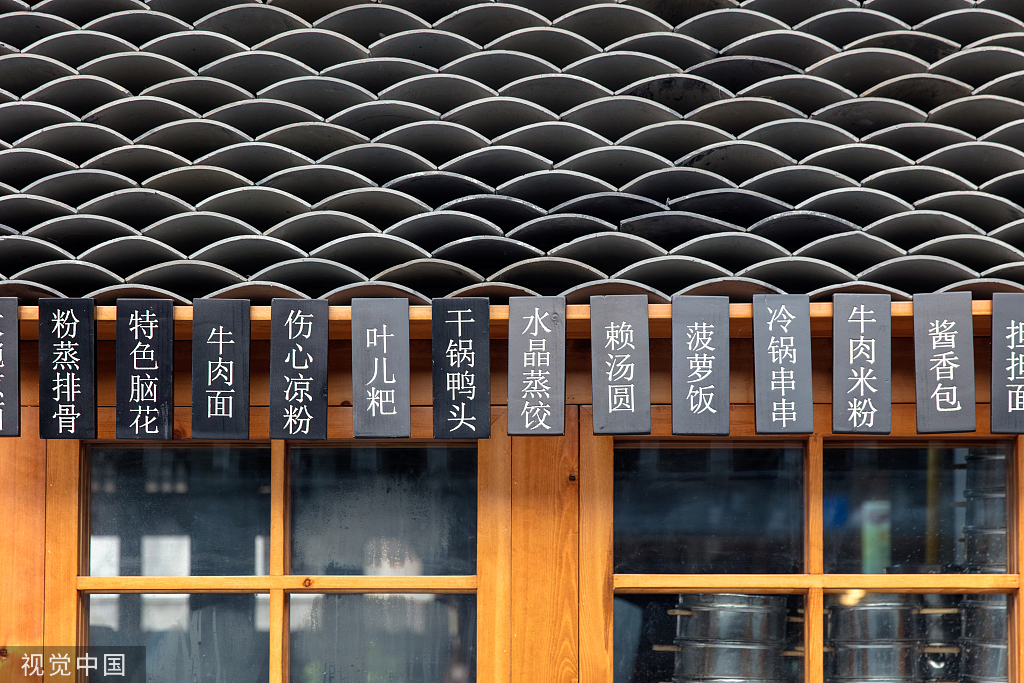 粉蒸排骨
特色脑花
牛肉面
伤心凉粉
叶儿粑
干锅鸭头
水晶蒸饺
赖汤圆
菠萝饭
冷锅串串
牛肉米粉
酱香包
担担面
视觉中国